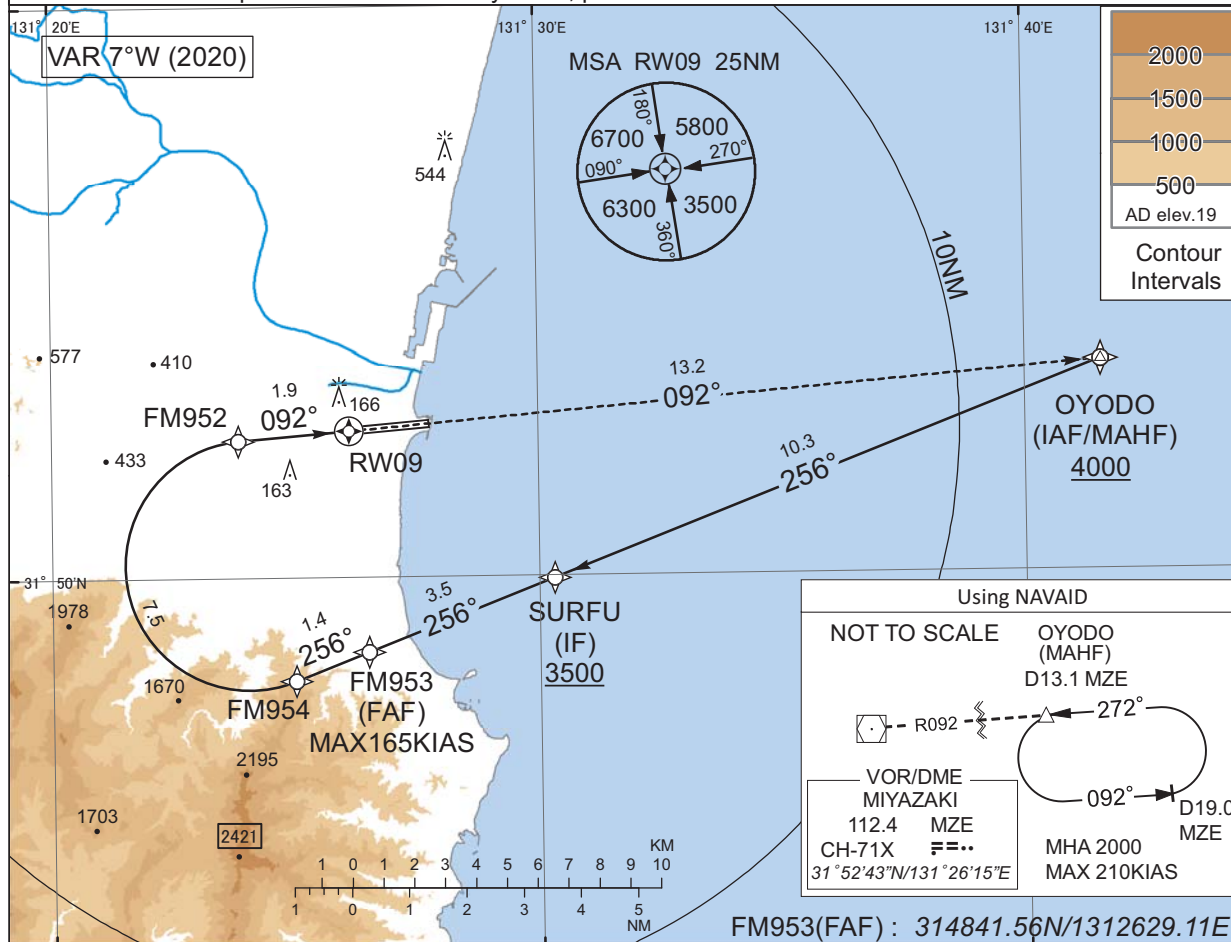 131° 20'E
131° 30'E
131° 40'E
VAR 7°W (2020)
MSA RW09 25NM
180°
6700
5800
090°
270°
6300
3500
360°
2000
1500
1000
500
AD elev.19
Contour
Intervals
544
10NM
577
410
1.9
092°
FM952
166
RW09
433
163
13.2
092°
OYODO
(IAF/MAHF)
4000
10.3
256°
31° 50'N
1978
7.5
1.4
256°
3.5
256°
SURFU
(IF)
3500
1670
FM954
FM953
(FAF)
MAX165KIAS
2195
1703
2421
KM
1 0 1 2 3 4 5 6 7 8 9 10
1 0 1 2 3 4 5
NM
Using NAVAID
NOT TO SCALE
OYODO
(MAHF)
D13.1 MZE
R092
272°
092°
D19.0
MZE
VOR/DME
MIYAZAKI
112.4 MZE
CH-71X
31°52'43"N/131°26'15"E
MHA 2000
MAX 210KIAS
FM953(FAF) : 314841.56N/1312629.11E